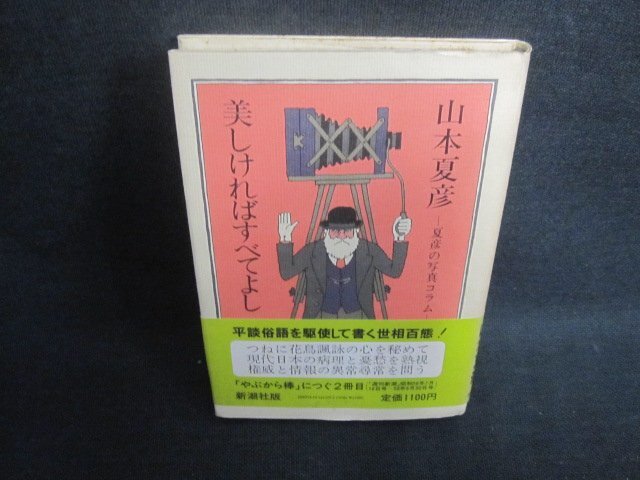 山本夏彦
―夏彦の写真コラム―
美しければすべてよし
K
平談俗語を駆使して書く世相百態！
つねに花鳥諷詠の心を秘めて
現代日本の病理と憂愁を熟視
権威と情報の異常尋常を問う
「やぶから棒」につぐ2冊目
新潮社版
定価1100円